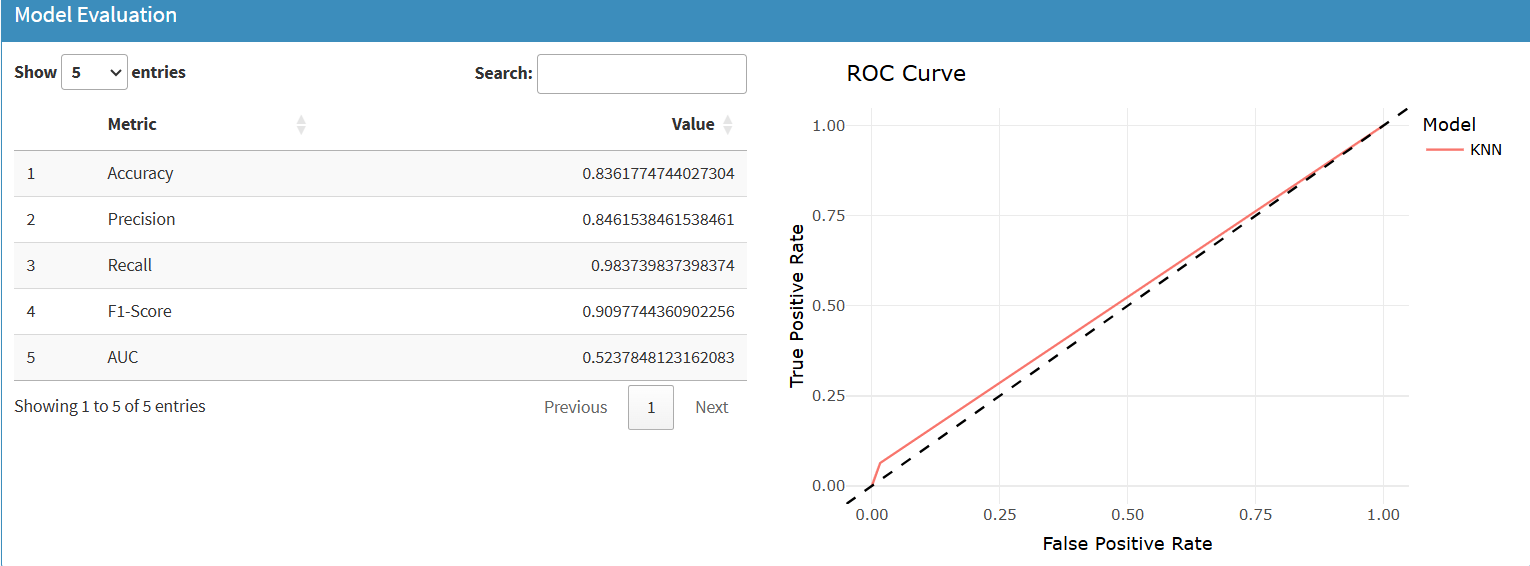 Model Evaluation
Show 5 entries
Search:
Metric Value
1 Accuracy 0.8361774744027304
2 Precision 0.8461538461538461
3 Recall 0.983739837398374
4 F1-Score 0.9097744360902256
5 AUC 0.5237848123162083
Showing 1 to 5 of 5 entries
Previous 1 Next
ROC Curve
1.00
0.75
0.50
0.25
0.00
True Positive Rate
0.00 0.25 0.50 0.75 1.00
False Positive Rate
Model
KNN